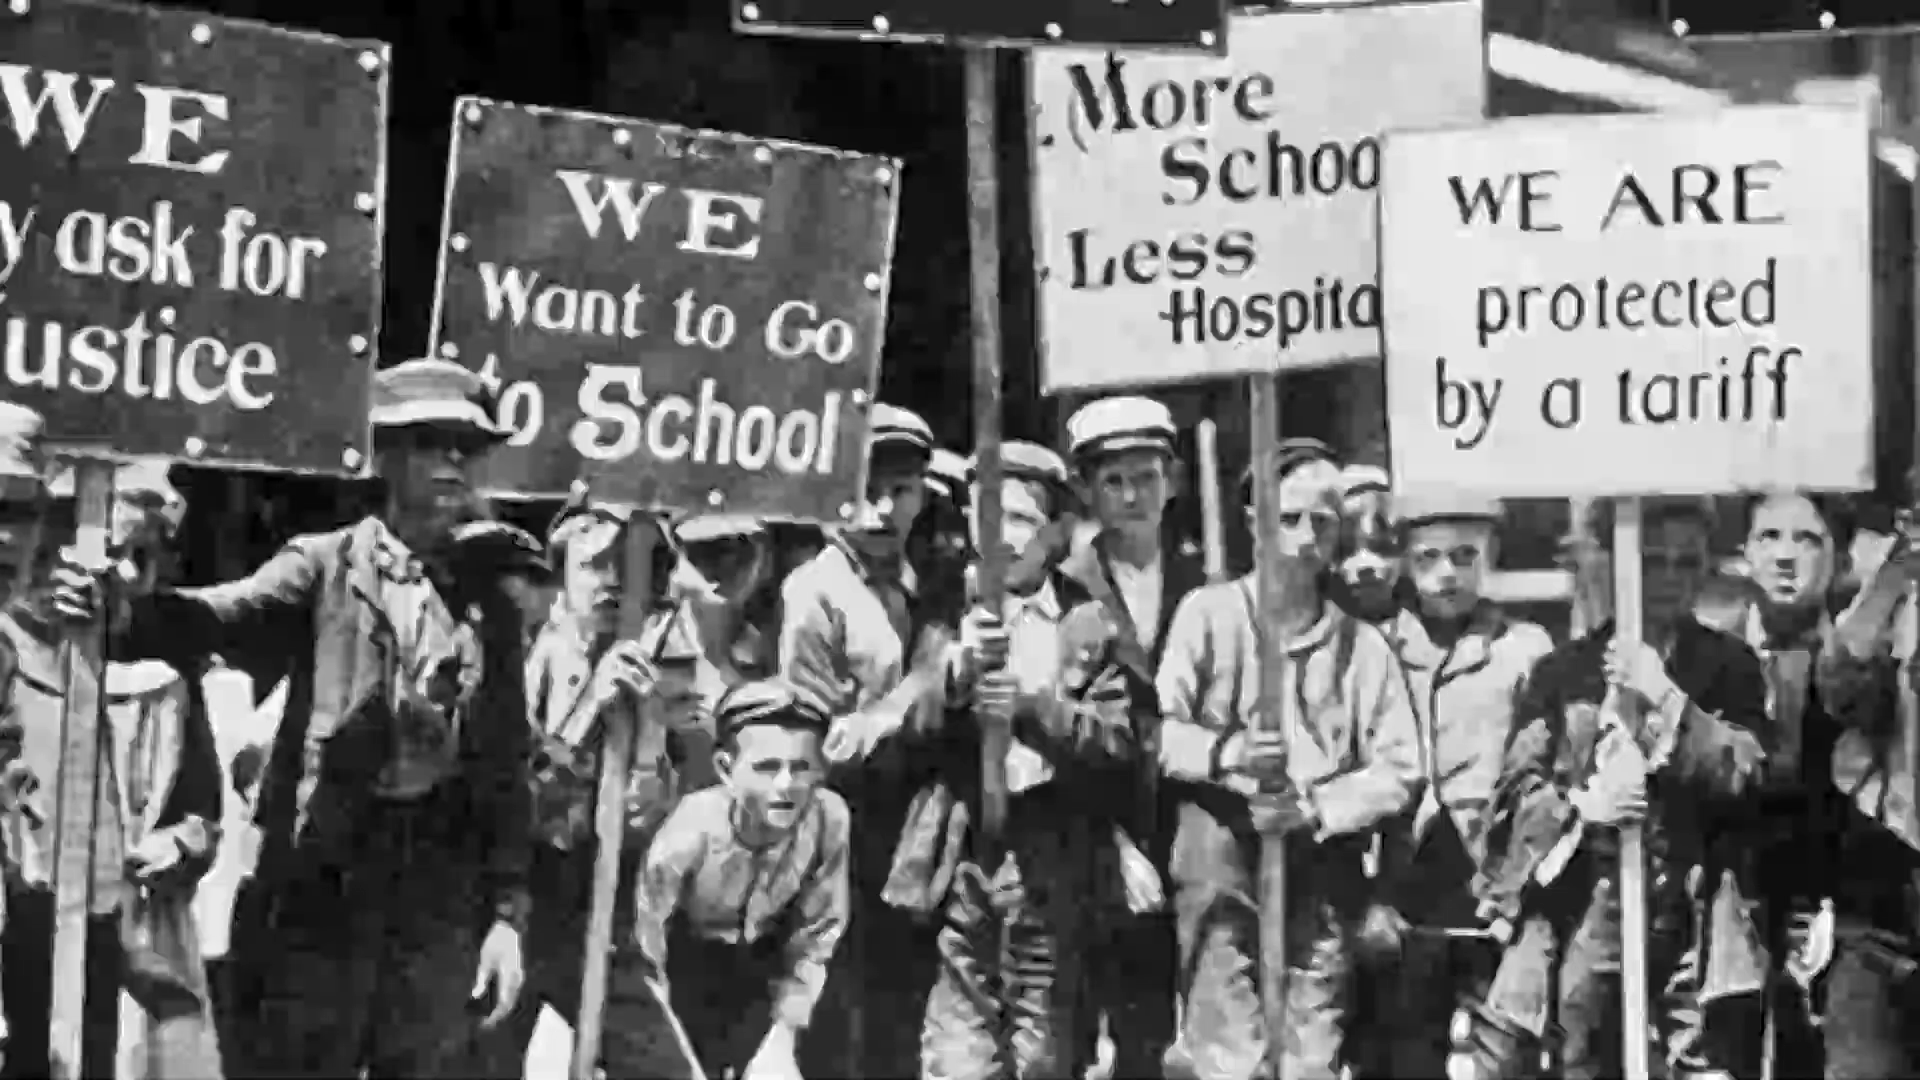 WE
y ask for
ustice
WE
Want to Go
to School
More
Schoo
Less
Hospita
WE ARE
protected
by a tariff